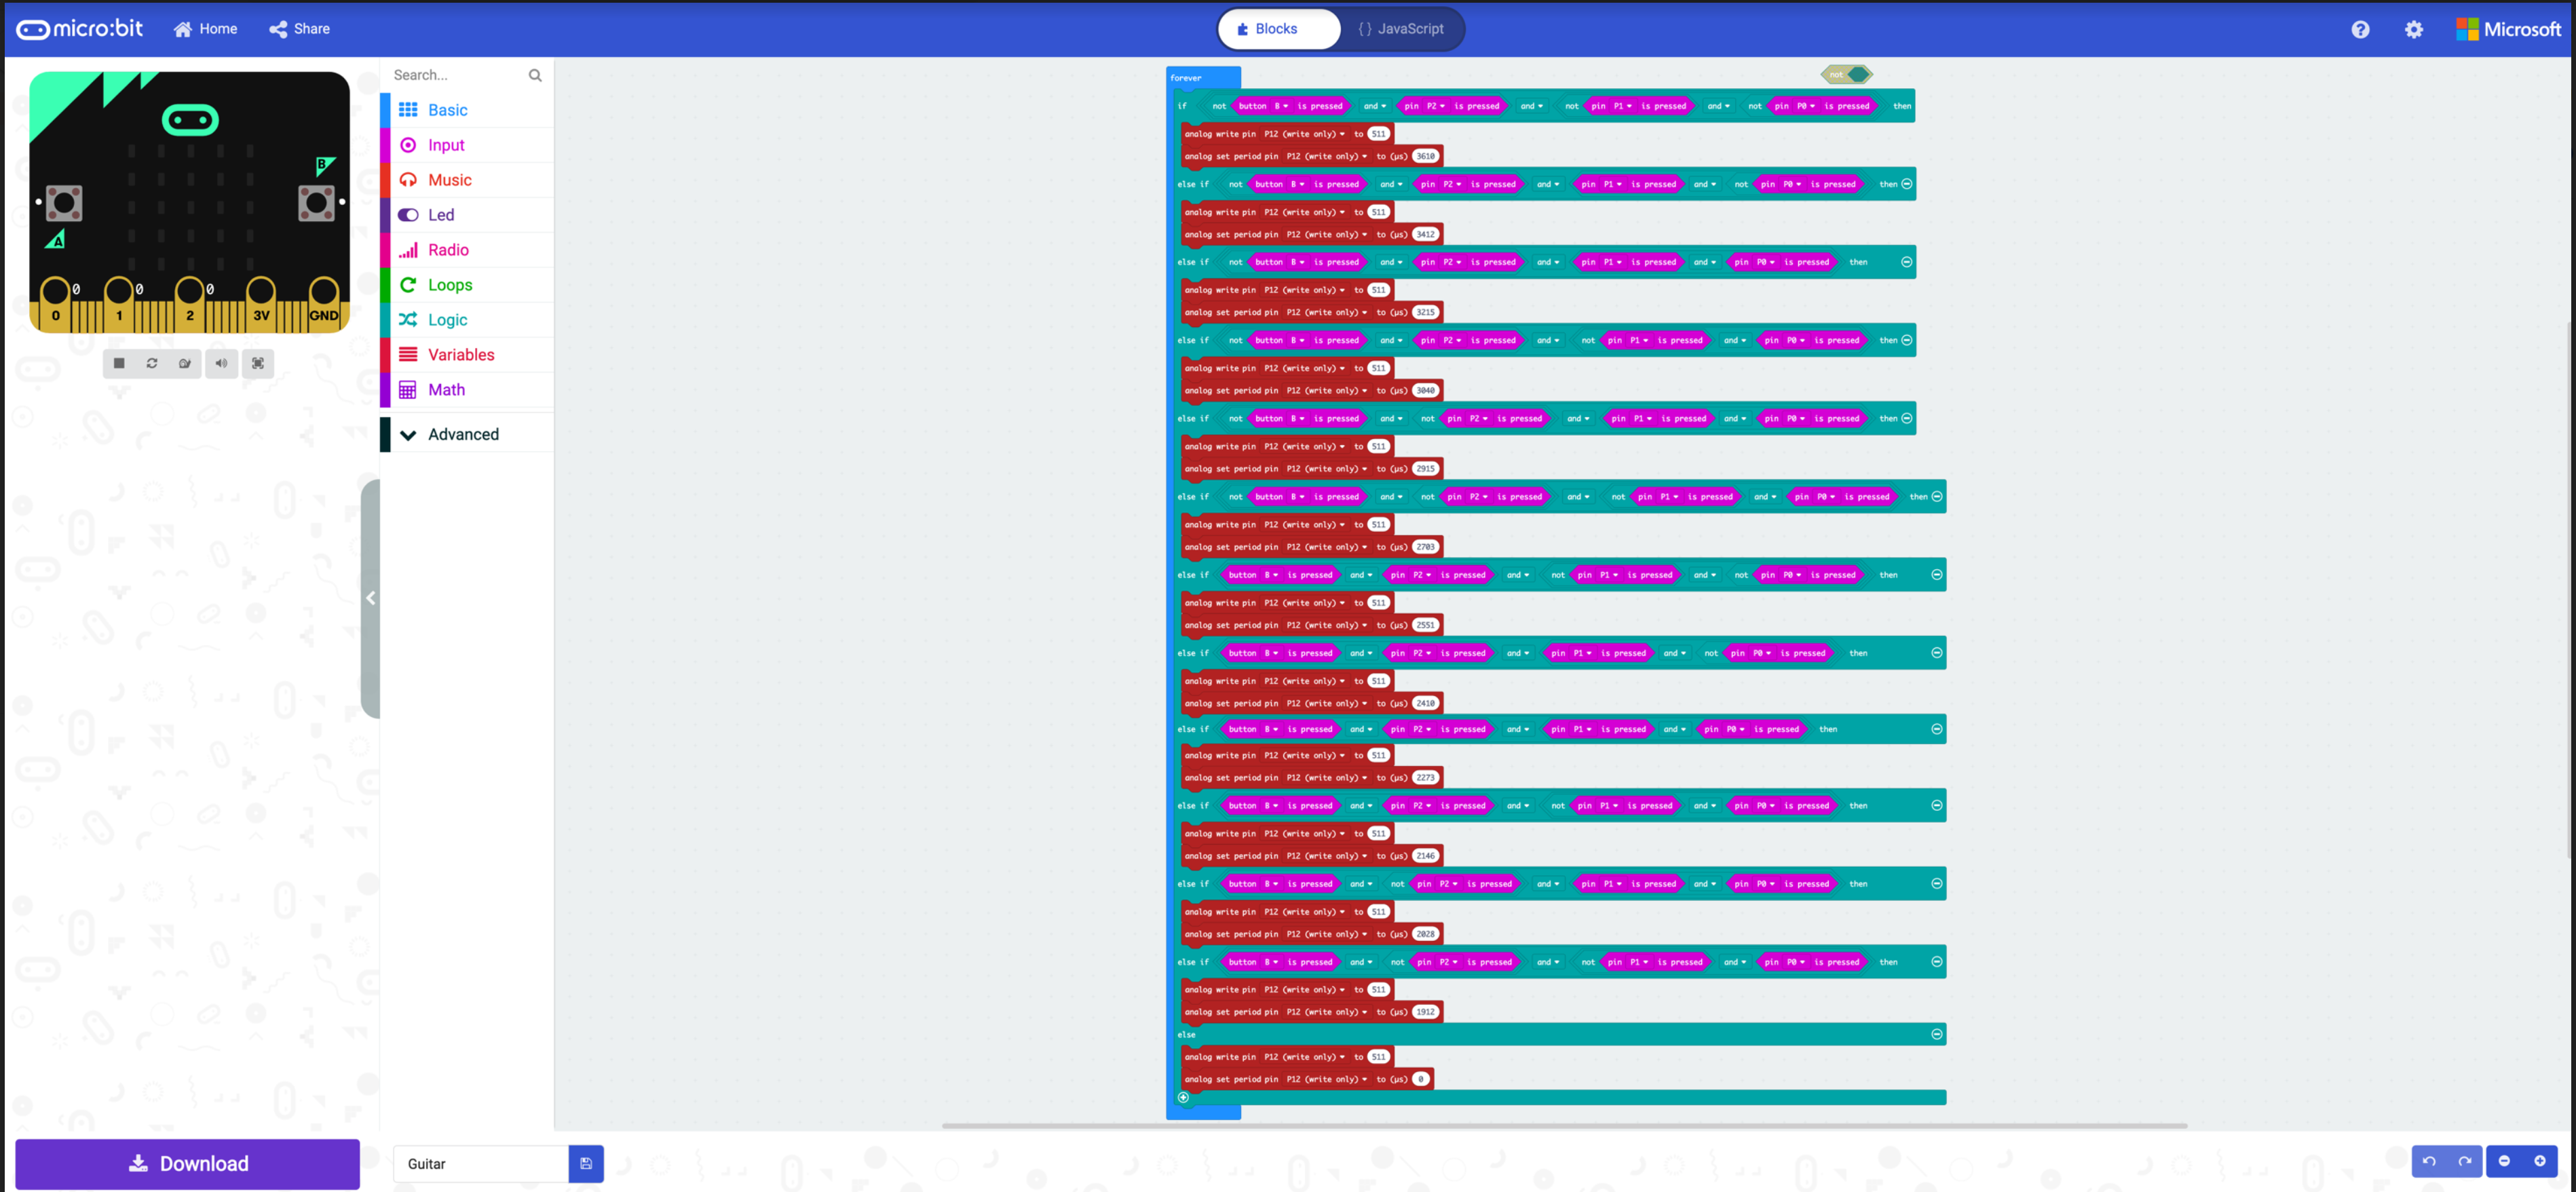 micro:bit Home Share Blocks { } JavaScript ? Microsoft
B
A
0 0 0
0 1 2 3V GND
Search...
Basic
Input
Music
Led
Radio
Loops
Logic
Variables
Math
Advanced
forever
not
if not button B is pressed and pin P2 is pressed and not pin P1 is pressed and not pin P0 is pressed then
analog write pin P12 (write only) to 511
analog set period pin P12 (write only) to (µs) 3610
else if not button B is pressed and pin P2 is pressed and pin P1 is pressed and not pin P0 is pressed then
analog write pin P12 (write only) to 511
analog set period pin P12 (write only) to (µs) 3412
else if not button B is pressed and pin P2 is pressed and pin P1 is pressed and pin P0 is pressed then
analog write pin P12 (write only) to 511
analog set period pin P12 (write only) to (µs) 3215
else if not button B is pressed and pin P2 is pressed and not pin P1 is pressed and pin P0 is pressed then
analog write pin P12 (write only) to 511
analog set period pin P12 (write only) to (µs) 3040
else if not button B is pressed and not pin P2 is pressed and pin P1 is pressed and pin P0 is pressed then
analog write pin P12 (write only) to 511
analog set period pin P12 (write only) to (µs) 2915
else if not button B is pressed and not pin P2 is pressed and not pin P1 is pressed and pin P0 is pressed then
analog write pin P12 (write only) to 511
analog set period pin P12 (write only) to (µs) 2703
else if button B is pressed and pin P2 is pressed and not pin P1 is pressed and not pin P0 is pressed then
analog write pin P12 (write only) to 511
analog set period pin P12 (write only) to (µs) 2551
else if button B is pressed and pin P2 is pressed and pin P1 is pressed and not pin P0 is pressed then
analog write pin P12 (write only) to 511
analog set period pin P12 (write only) to (µs) 2410
else if button B is pressed and pin P2 is pressed and pin P1 is pressed and pin P0 is pressed then
analog write pin P12 (write only) to 511
analog set period pin P12 (write only) to (µs) 2273
else if button B is pressed and pin P2 is pressed and not pin P1 is pressed and pin P0 is pressed then
analog write pin P12 (write only) to 511
analog set period pin P12 (write only) to (µs) 2146
else if button B is pressed and not pin P2 is pressed and pin P1 is pressed and pin P0 is pressed then
analog write pin P12 (write only) to 511
analog set period pin P12 (write only) to (µs) 2028
else if button B is pressed and not pin P2 is pressed and not pin P1 is pressed and pin P0 is pressed then
analog write pin P12 (write only) to 511
analog set period pin P12 (write only) to (µs) 1912
else
analog write pin P12 (write only) to 511
analog set period pin P12 (write only) to (µs) 0
Download Guitar